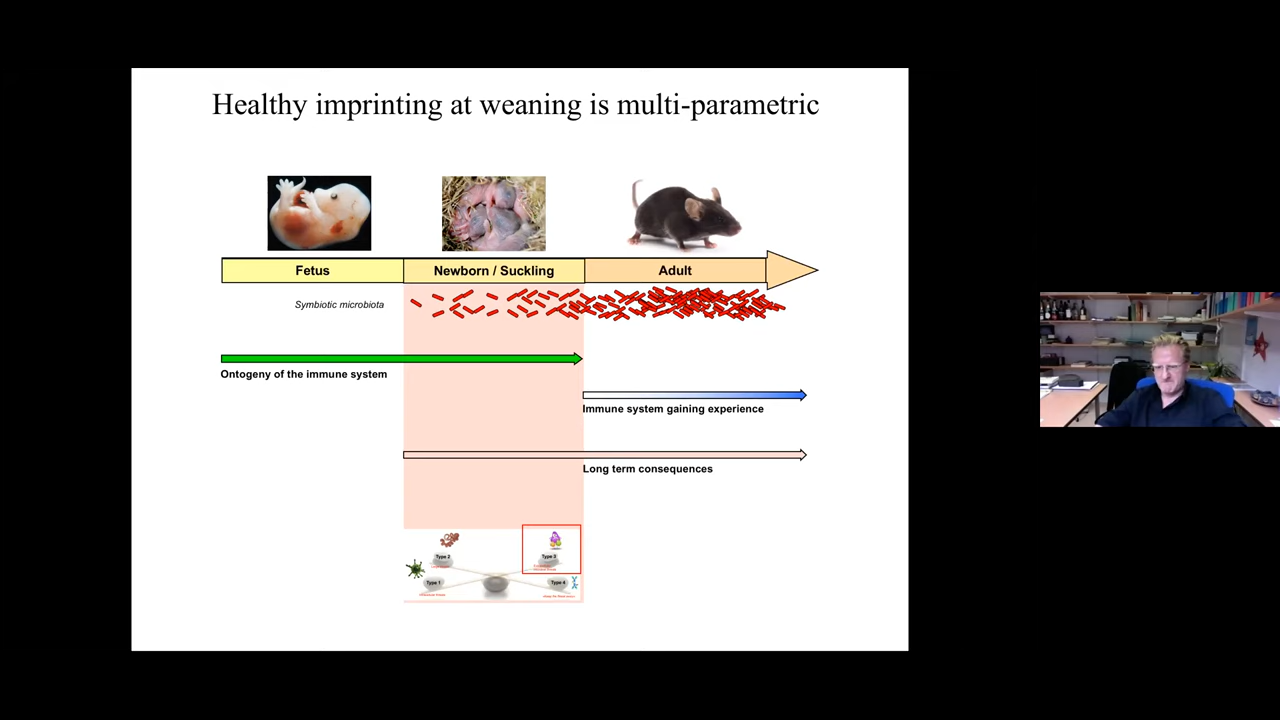 Healthy imprinting at weaning is multi-parametric
Fetus
Newborn / Suckling
Adult
Symbiotic microbiota
Ontogeny of the immune system
Immune system gaining experience
Long term consequences
Type 2
Type 3
Type 1
Type 4